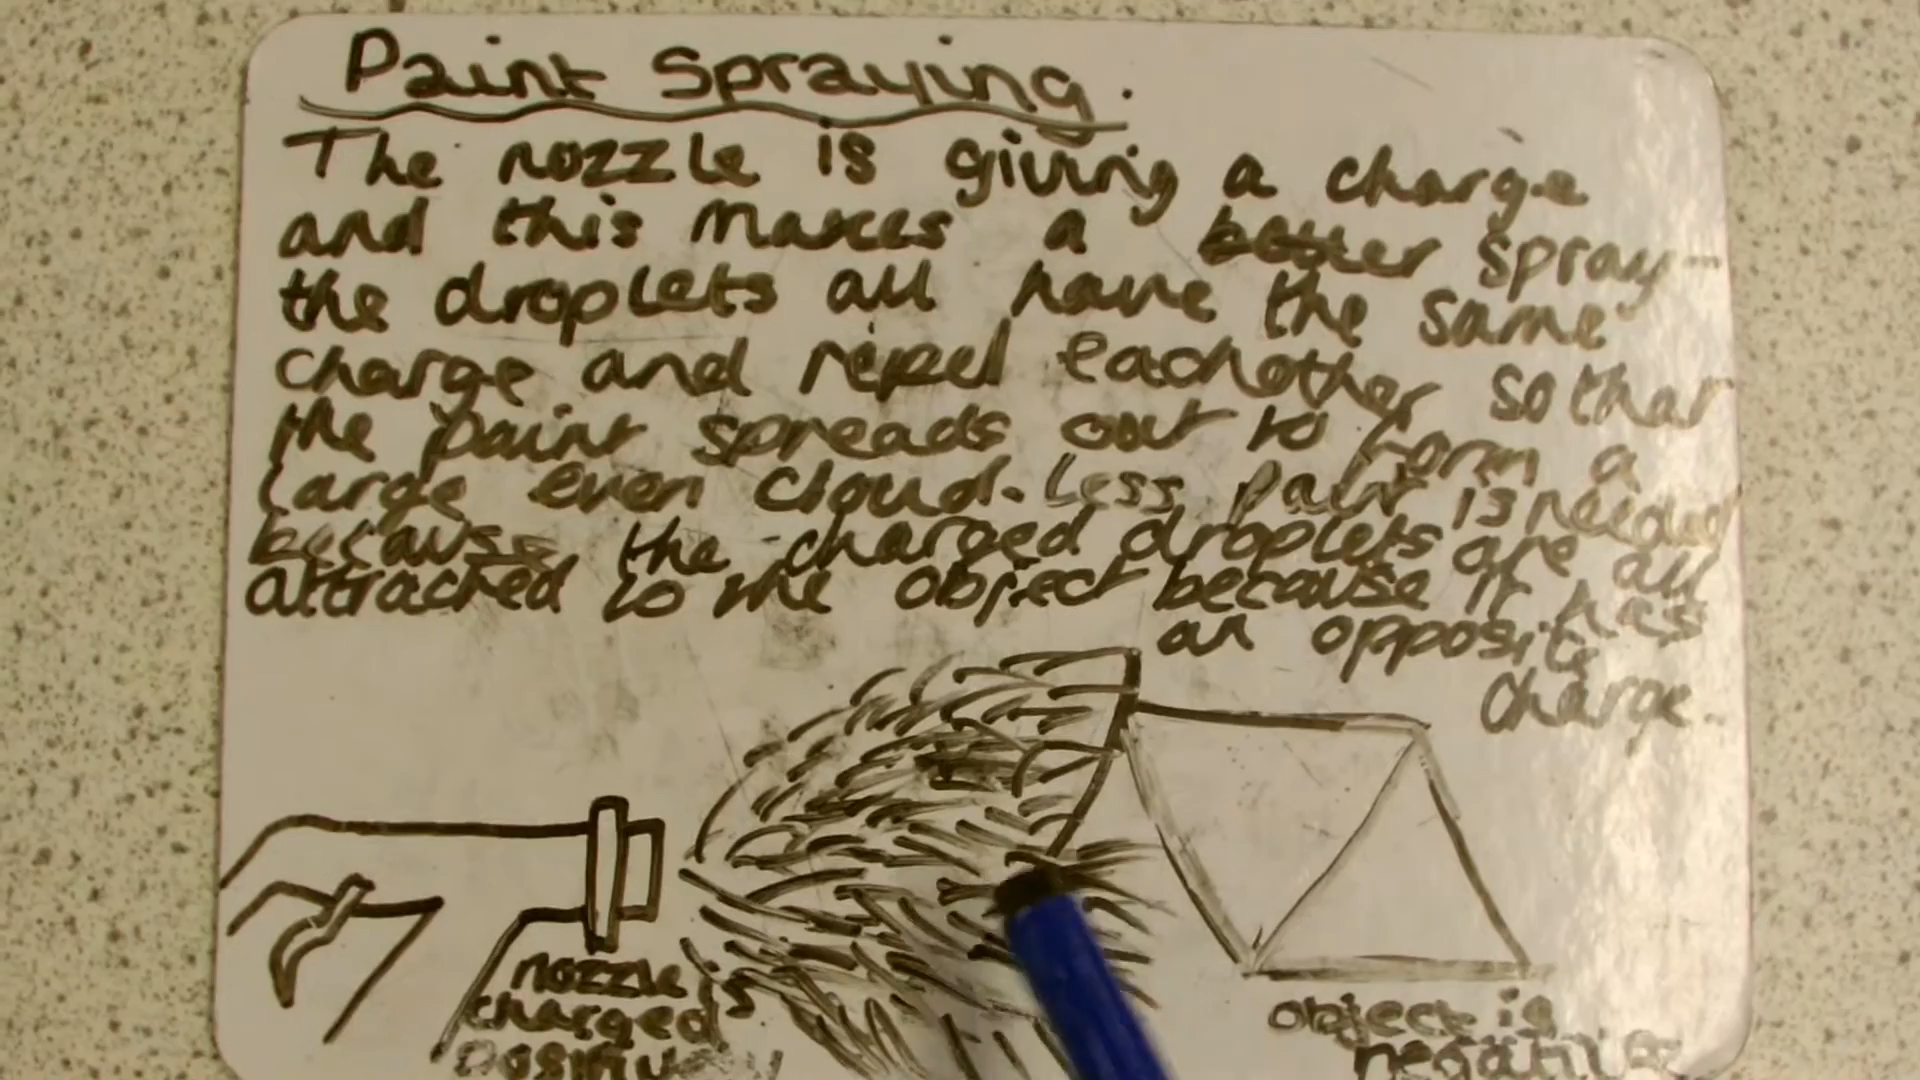 Paint Spraying.
The nozzle is giving a charge
and this makes a better spray-
the droplets all have the same
charge and repel eachother so that
the paint spreads out to form a
large even cloud. Less paint is needed
because the charged droplets are all
attracted to the object because it has
an opposite
charge.
nozzle is
charged
positively
object is
negative